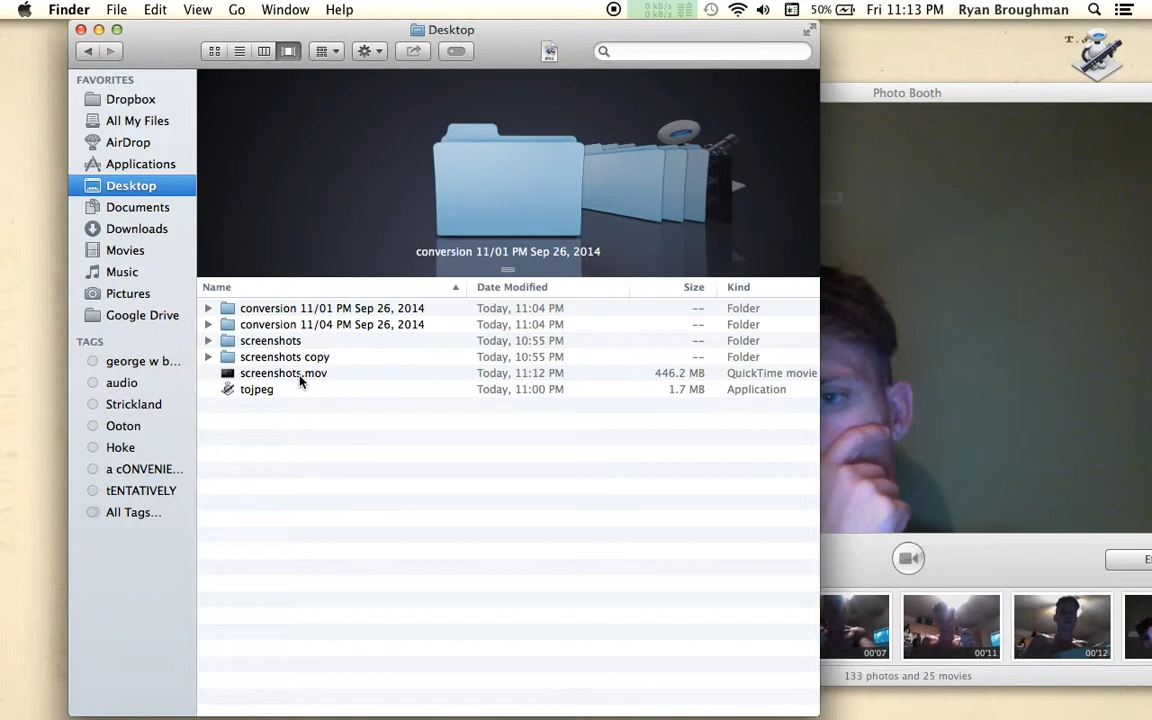 Finder File Edit View Go Window Help 0 kB/s 0 kB/s 50% Fri 11:13 PM Ryan Broughman
Desktop
FAVORITES
Dropbox
All My Files
AirDrop
Applications
Desktop
Documents
Downloads
Movies
Music
Pictures
Google Drive
TAGS
george w b...
audio
Strickland
Ooton
Hoke
a cONVENIE...
tENTATIVELY
All Tags...
JPEG
conversion 11/01 PM Sep 26, 2014
Name Date Modified Size Kind
conversion 11/01 PM Sep 26, 2014 Today, 11:04 PM -- Folder
conversion 11/04 PM Sep 26, 2014 Today, 11:04 PM -- Folder
screenshots Today, 10:55 PM -- Folder
screenshots copy Today, 10:55 PM -- Folder
screenshots.mov Today, 11:12 PM 446.2 MB QuickTime movie
tojpeg Today, 11:00 PM 1.7 MB Application
Photo Booth
00'07 00'11 00'12
133 photos and 25 movies